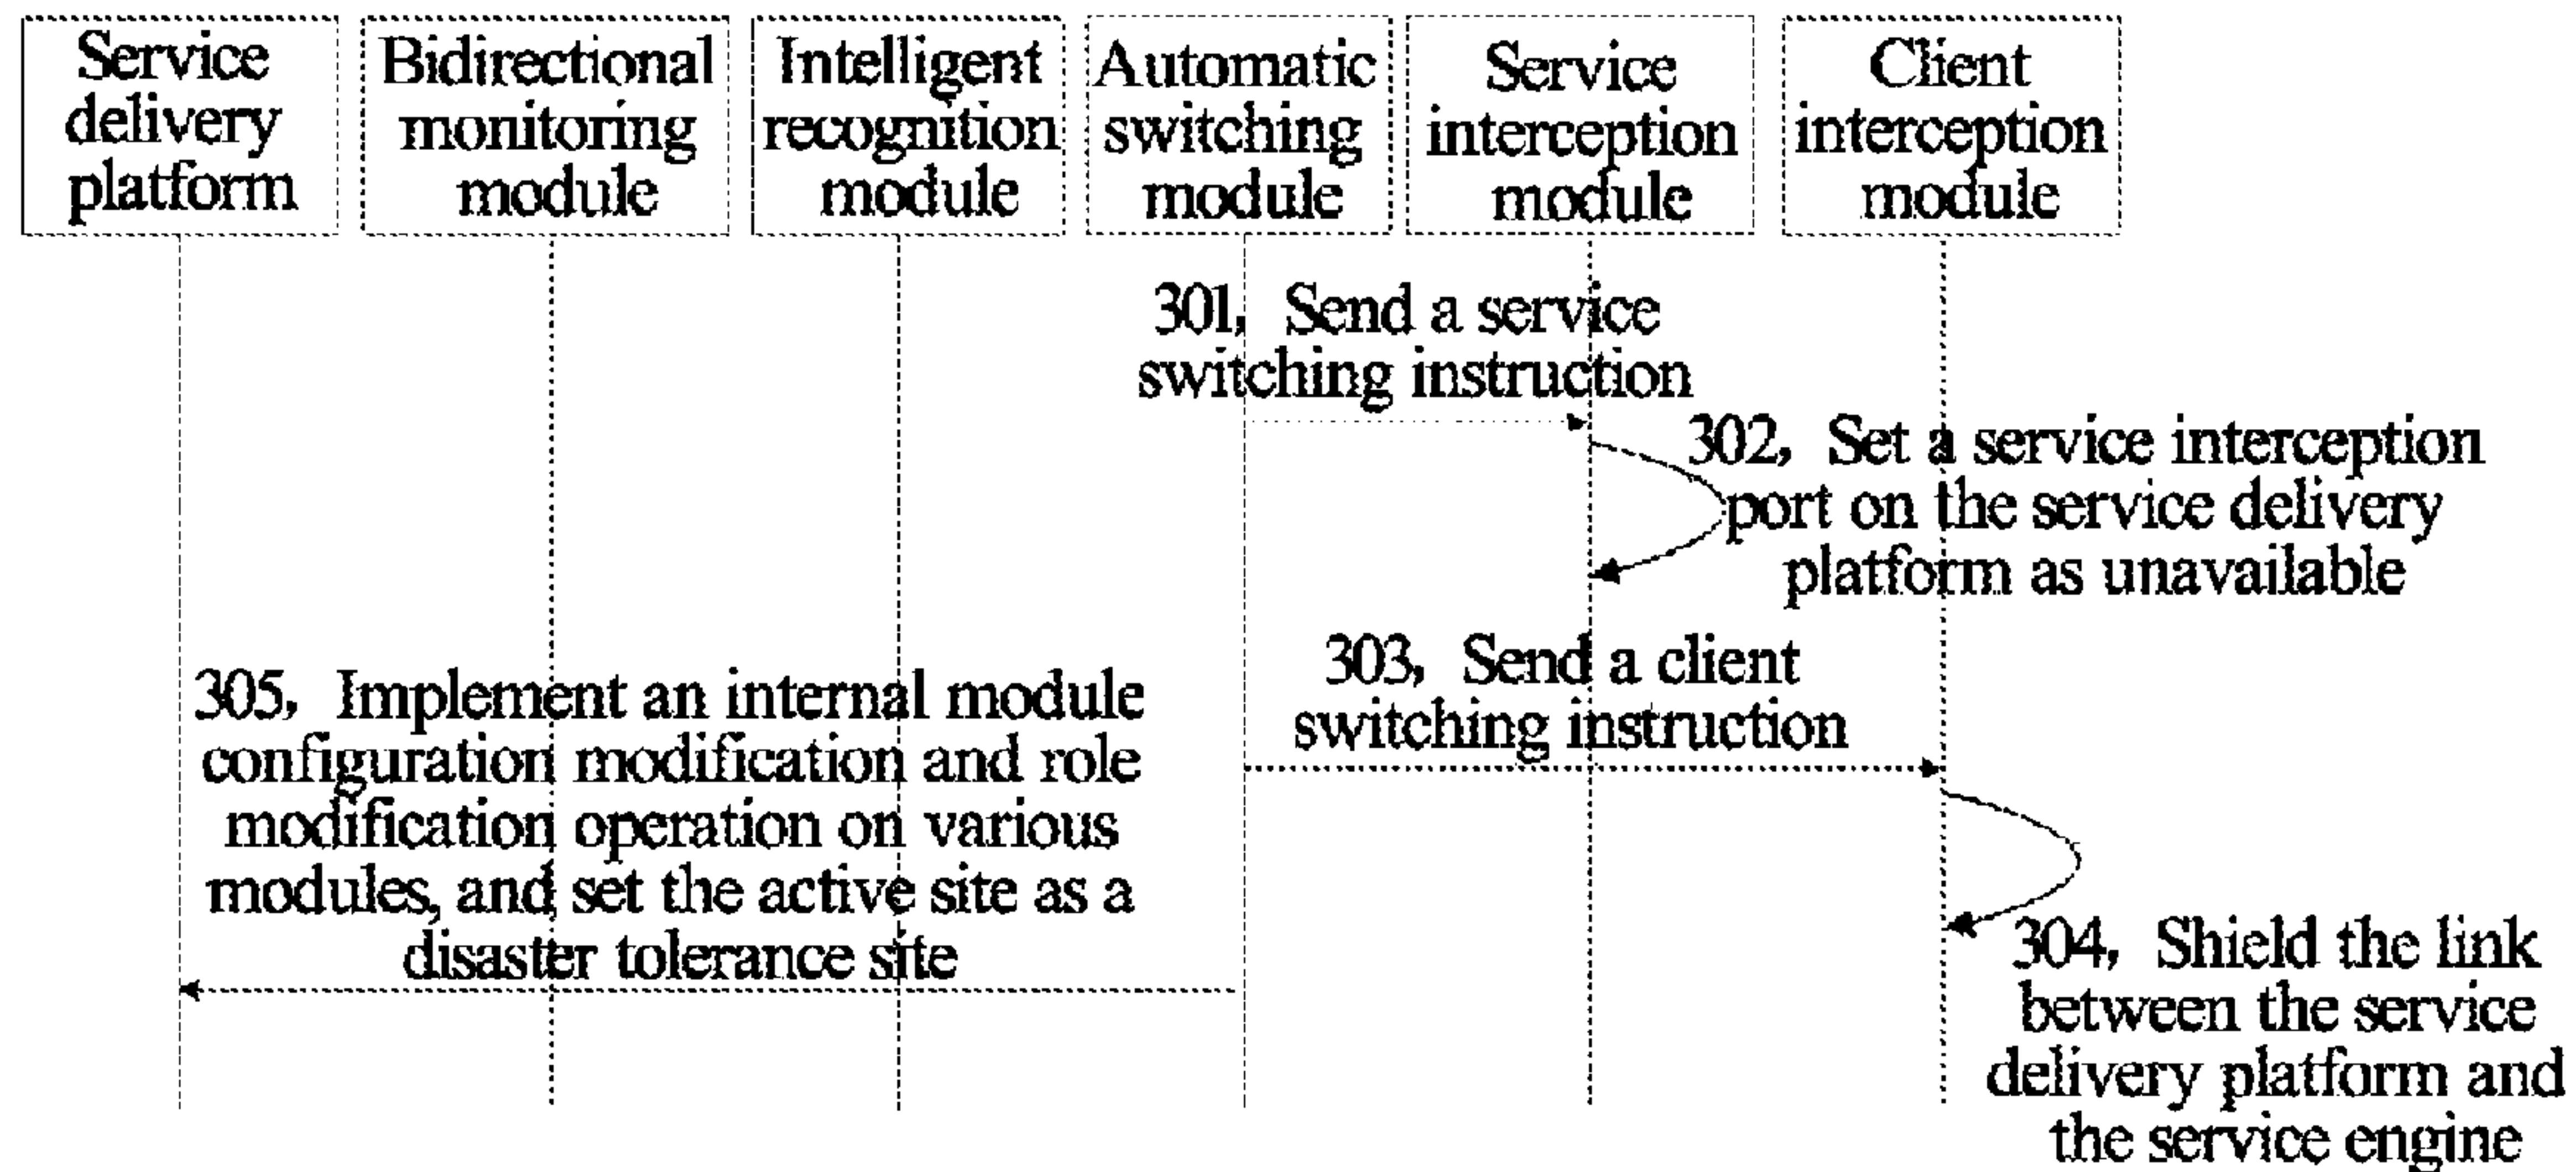 Service
delivery
platform
Bidirectional
monitoring
module
Intelligent
recognition
module
Automatic
switching
module
Service
interception
module
Client
interception
module
301, Send a service
switching instruction
302, Set a service interception
port on the service delivery
platform as unavailable
303, Send a client
switching instruction
304, Shield the link
between the service
delivery platform and
the service engine
305, Implement an internal module
configuration modification and role
modification operation on various
modules, and set the active site as a
disaster tolerance site